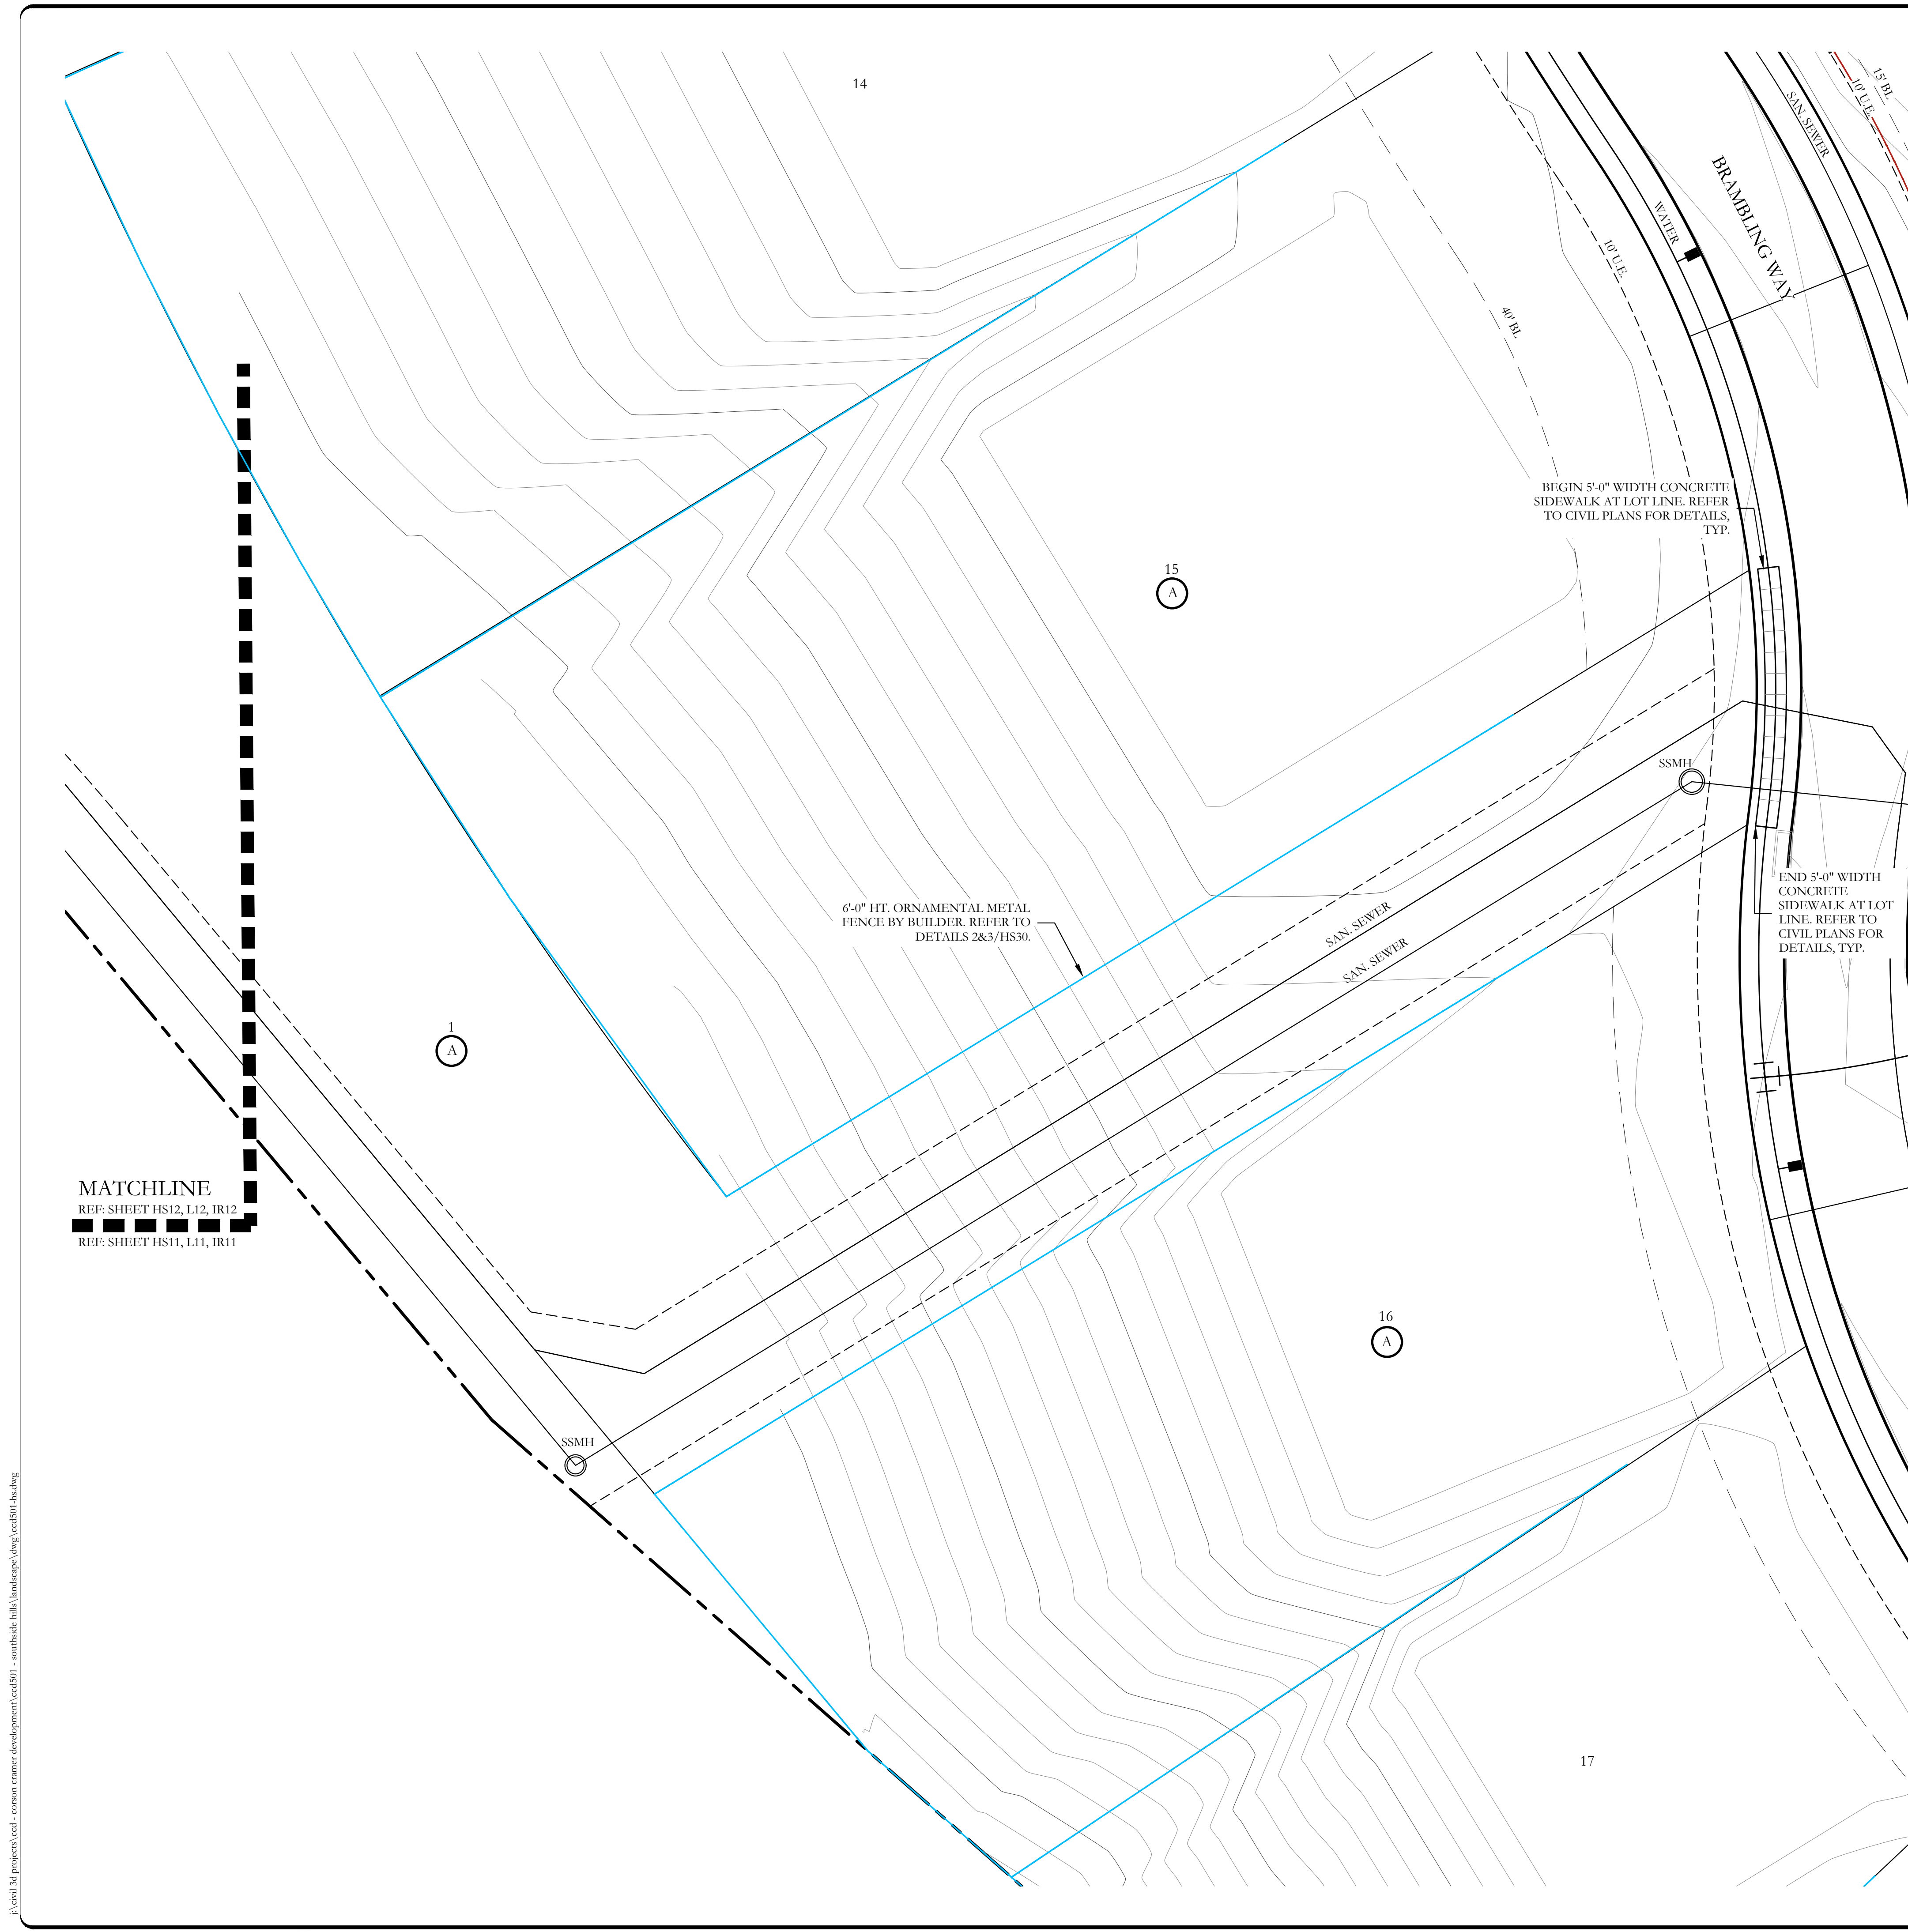 14
15' BL
10' U.E.
SAN. SEWER
BRAMBLING WAY
WATER
10' U.E.
40' BL
BEGIN 5'-0" WIDTH CONCRETE
SIDEWALK AT LOT LINE. REFER
TO CIVIL PLANS FOR DETAILS,
TYP.
15
A
SSMH
END 5'-0" WIDTH
CONCRETE
SIDEWALK AT LOT
LINE. REFER TO
CIVIL PLANS FOR
DETAILS, TYP.
6'-0" HT. ORNAMENTAL METAL
FENCE BY BUILDER. REFER TO
DETAILS 2&3/HS30.
SAN. SEWER
SAN. SEWER
1
A
MATCHLINE
REF: SHEET HS12, L12, IR12
REF: SHEET HS11, L11, IR11
16
A
SSMH
17
j:\civil 3d projects\ccd - corson cramer development\ccd501 - southside hills\landscape\dwg\ccd501-hs.dwg